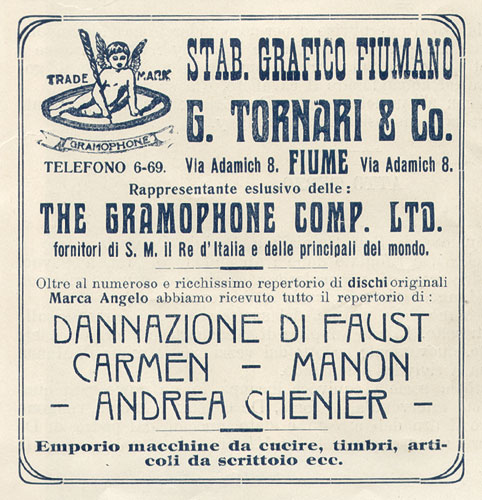 TRADE MARK
GRAMOPHONE
TELEFONO 6-69.
STAB. GRAFICO FIUMANO
G. TORNARI & Co.
Via Adamich 8. FIUME Via Adamich 8.
Rappresentante eslusivo delle:
THE GRAMOPHONE COMP. LTD.
fornitori di S. M. il Re d'Italia e delle principali del mondo.
Oltre al numeroso e ricchissimo repertorio di dischi originali
Marca Angelo abbiamo ricevuto tutto il repertorio di:
DANNAZIONE DI FAUST
CARMEN – MANON
– ANDREA CHENIER –
Emporio macchine da cucire, timbri, arti-
coli da scrittoio ecc.